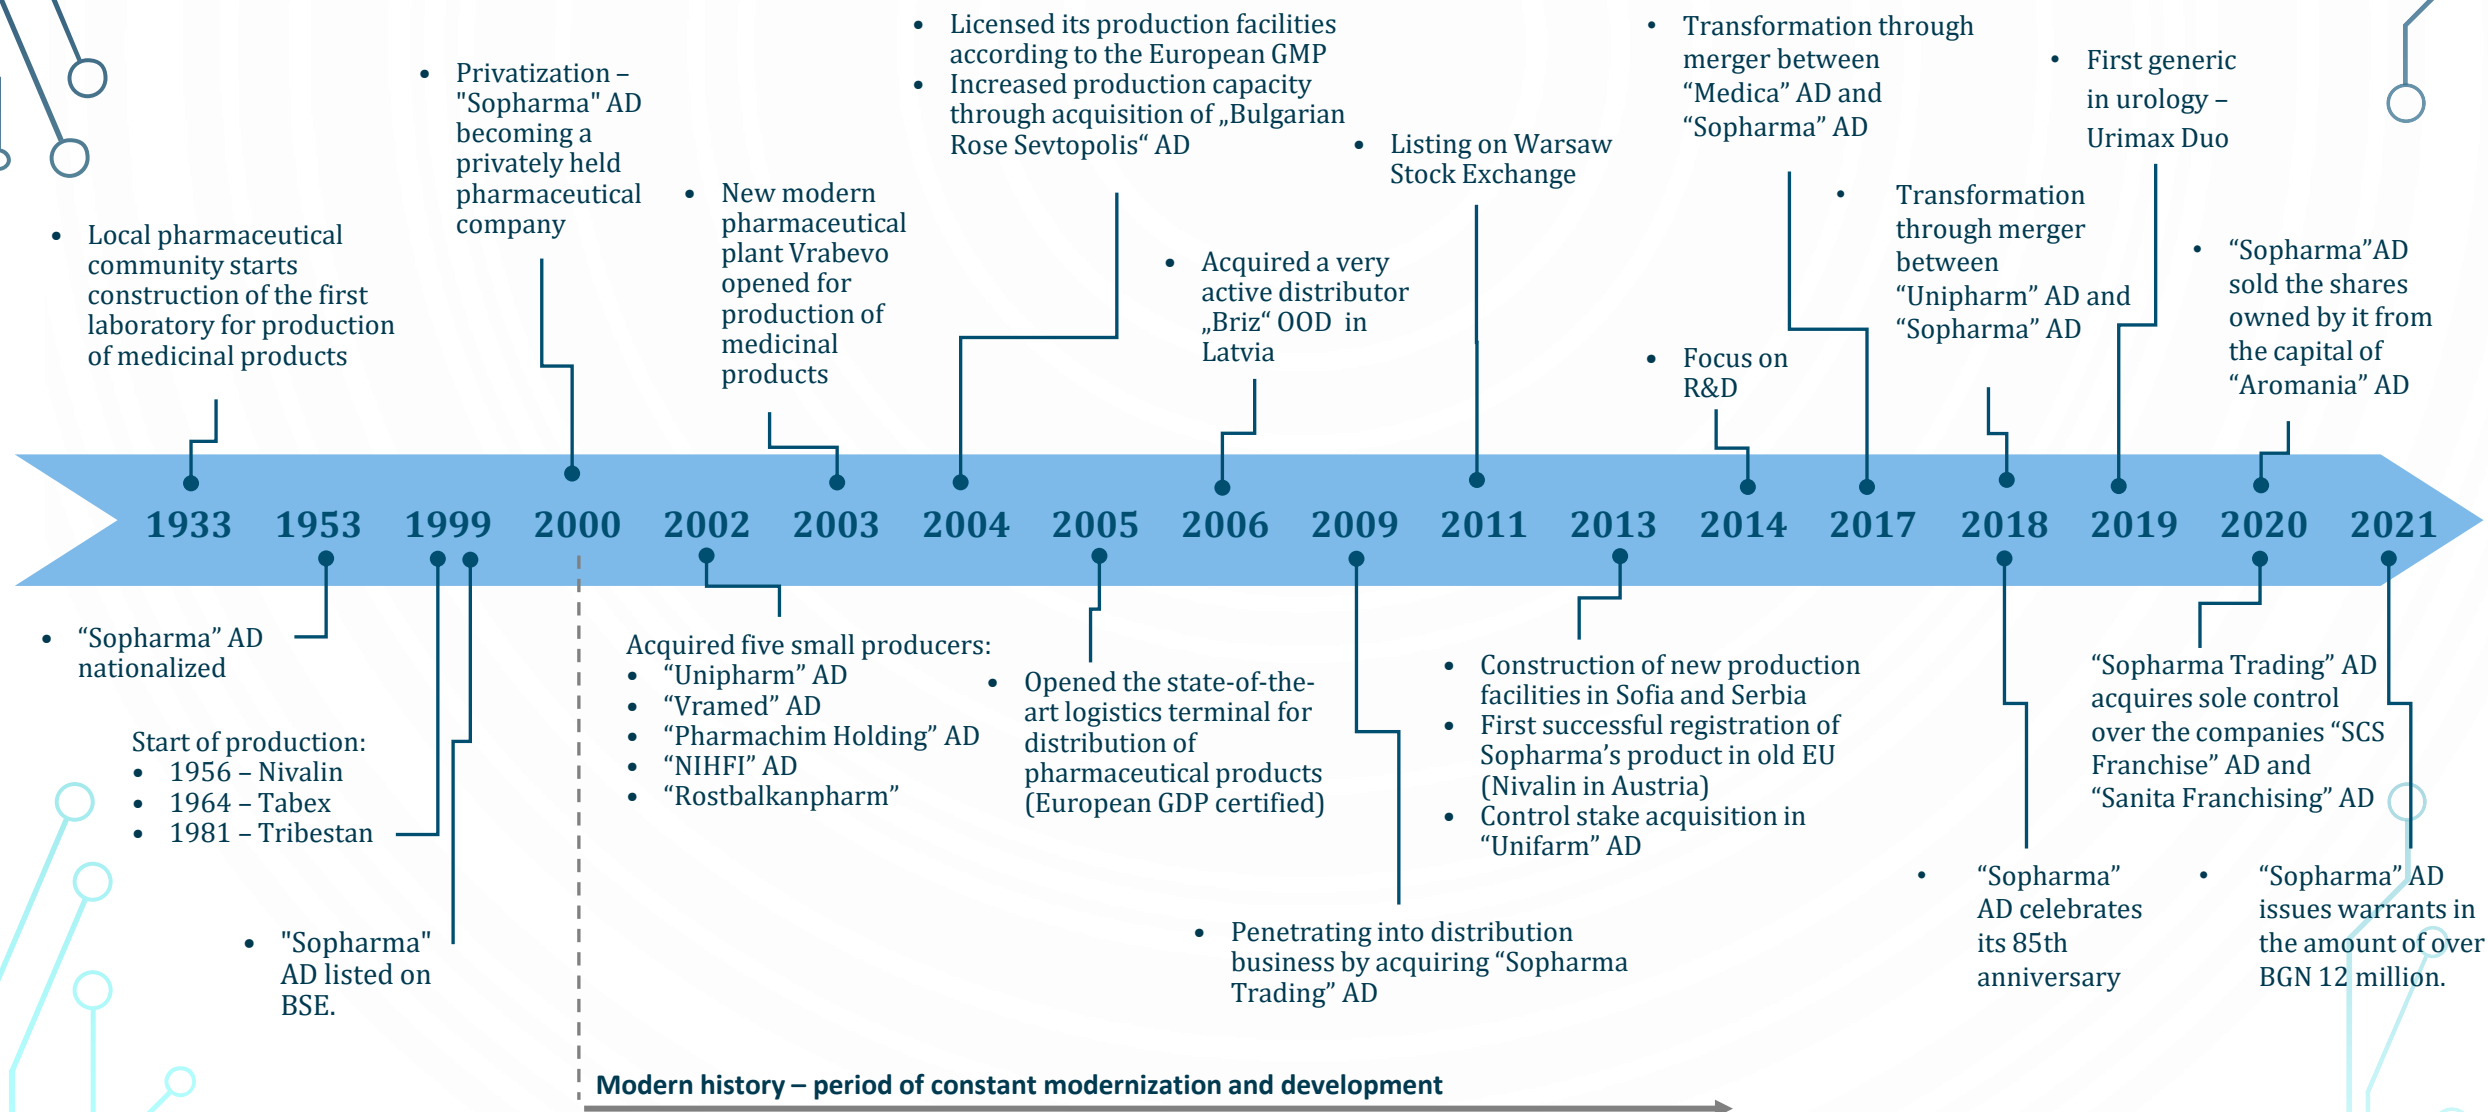 • Local pharmaceutical
community starts
construction of the first
laboratory for production
of medicinal products
• Privatization –
"Sopharma" AD
becoming a
privately held
pharmaceutical
company
• New modern
pharmaceutical
plant Vrabevo
opened for
production of
medicinal
products
• Licensed its production facilities
according to the European GMP
• Increased production capacity
through acquisition of „Bulgarian
Rose Sevtopolis“ AD
• Acquired a very
active distributor
„Briz“ OOD in
Latvia
• Listing on Warsaw
Stock Exchange
• Focus on
R&D
• Transformation through
merger between
“Medica” AD and
“Sopharma” AD
• Transformation
through merger
between
“Unipharm” AD and
“Sopharma” AD
• First generic
in urology –
Urimax Duo
• “Sopharma”AD
sold the shares
owned by it from
the capital of
“Aromania” AD
1933 1953 1999 2000 2002 2003 2004 2005 2006 2009 2011 2013 2014 2017 2018 2019 2020 2021
• “Sopharma” AD
nationalized
Start of production:
• 1956 – Nivalin
• 1964 – Tabex
• 1981 – Tribestan
• "Sopharma"
AD listed on
BSE.
Acquired five small producers:
• “Unipharm” AD
• “Vramed” AD
• “Pharmachim Holding” AD
• “NIHFI” AD
• “Rostbalkanpharm”
• Opened the state-of-the-
art logistics terminal for
distribution of
pharmaceutical products
(European GDP certified)
• Penetrating into distribution
business by acquiring “Sopharma
Trading” AD
• Construction of new production
facilities in Sofia and Serbia
• First successful registration of
Sopharma’s product in old EU
(Nivalin in Austria)
• Control stake acquisition in
“Unifarm” AD
• “Sopharma”
AD celebrates
its 85th
anniversary
“Sopharma Trading” AD
acquires sole control
over the companies “SCS
Franchise” AD and
“Sanita Franchising” AD
• “Sopharma” AD
issues warrants in
the amount of over
BGN 12 million.
Modern history – period of constant modernization and development